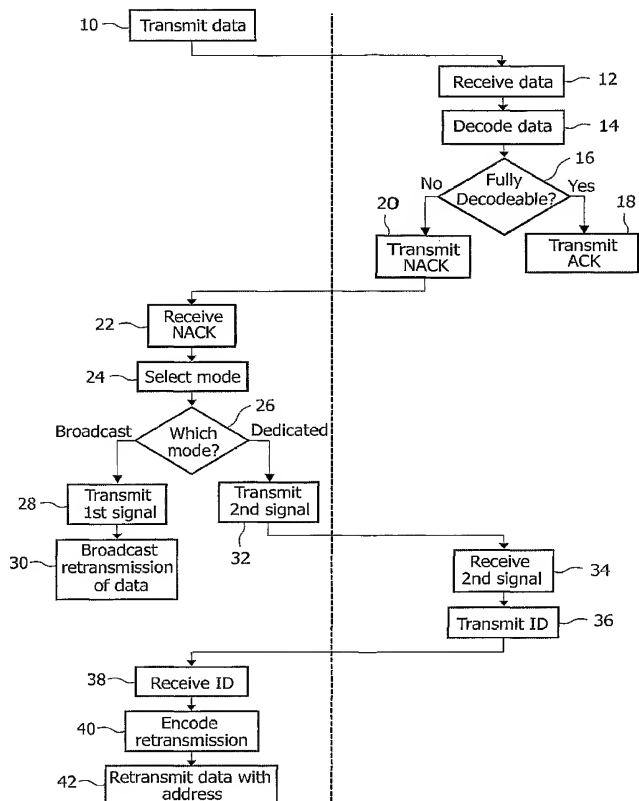 10
Transmit data
Receive data
12
Decode data
14
16
No
Fully
Decodeable?
Yes
20
18
Transmit
NACK
Transmit
ACK
22
Receive
NACK
24
Select mode
26
Broadcast
Which
mode?
Dedicated
28
Transmit
1st signal
Transmit
2nd signal
32
30
Broadcast
retransmission
of data
Receive
2nd signal
34
Transmit ID
36
38
Receive ID
40
Encode
retransmission
42
Retransmit data with
address